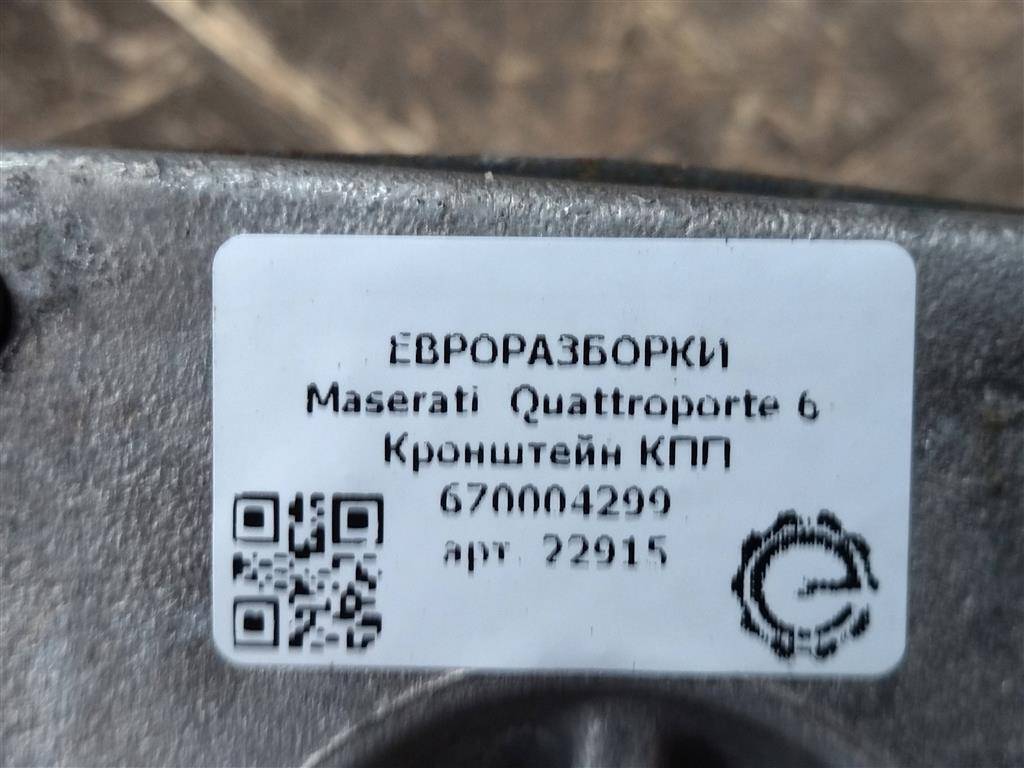 ЕВРОРАЗБОРКИ
Maserati Quattroporte 6
Кронштейн КПП
670004299
арт. 22915